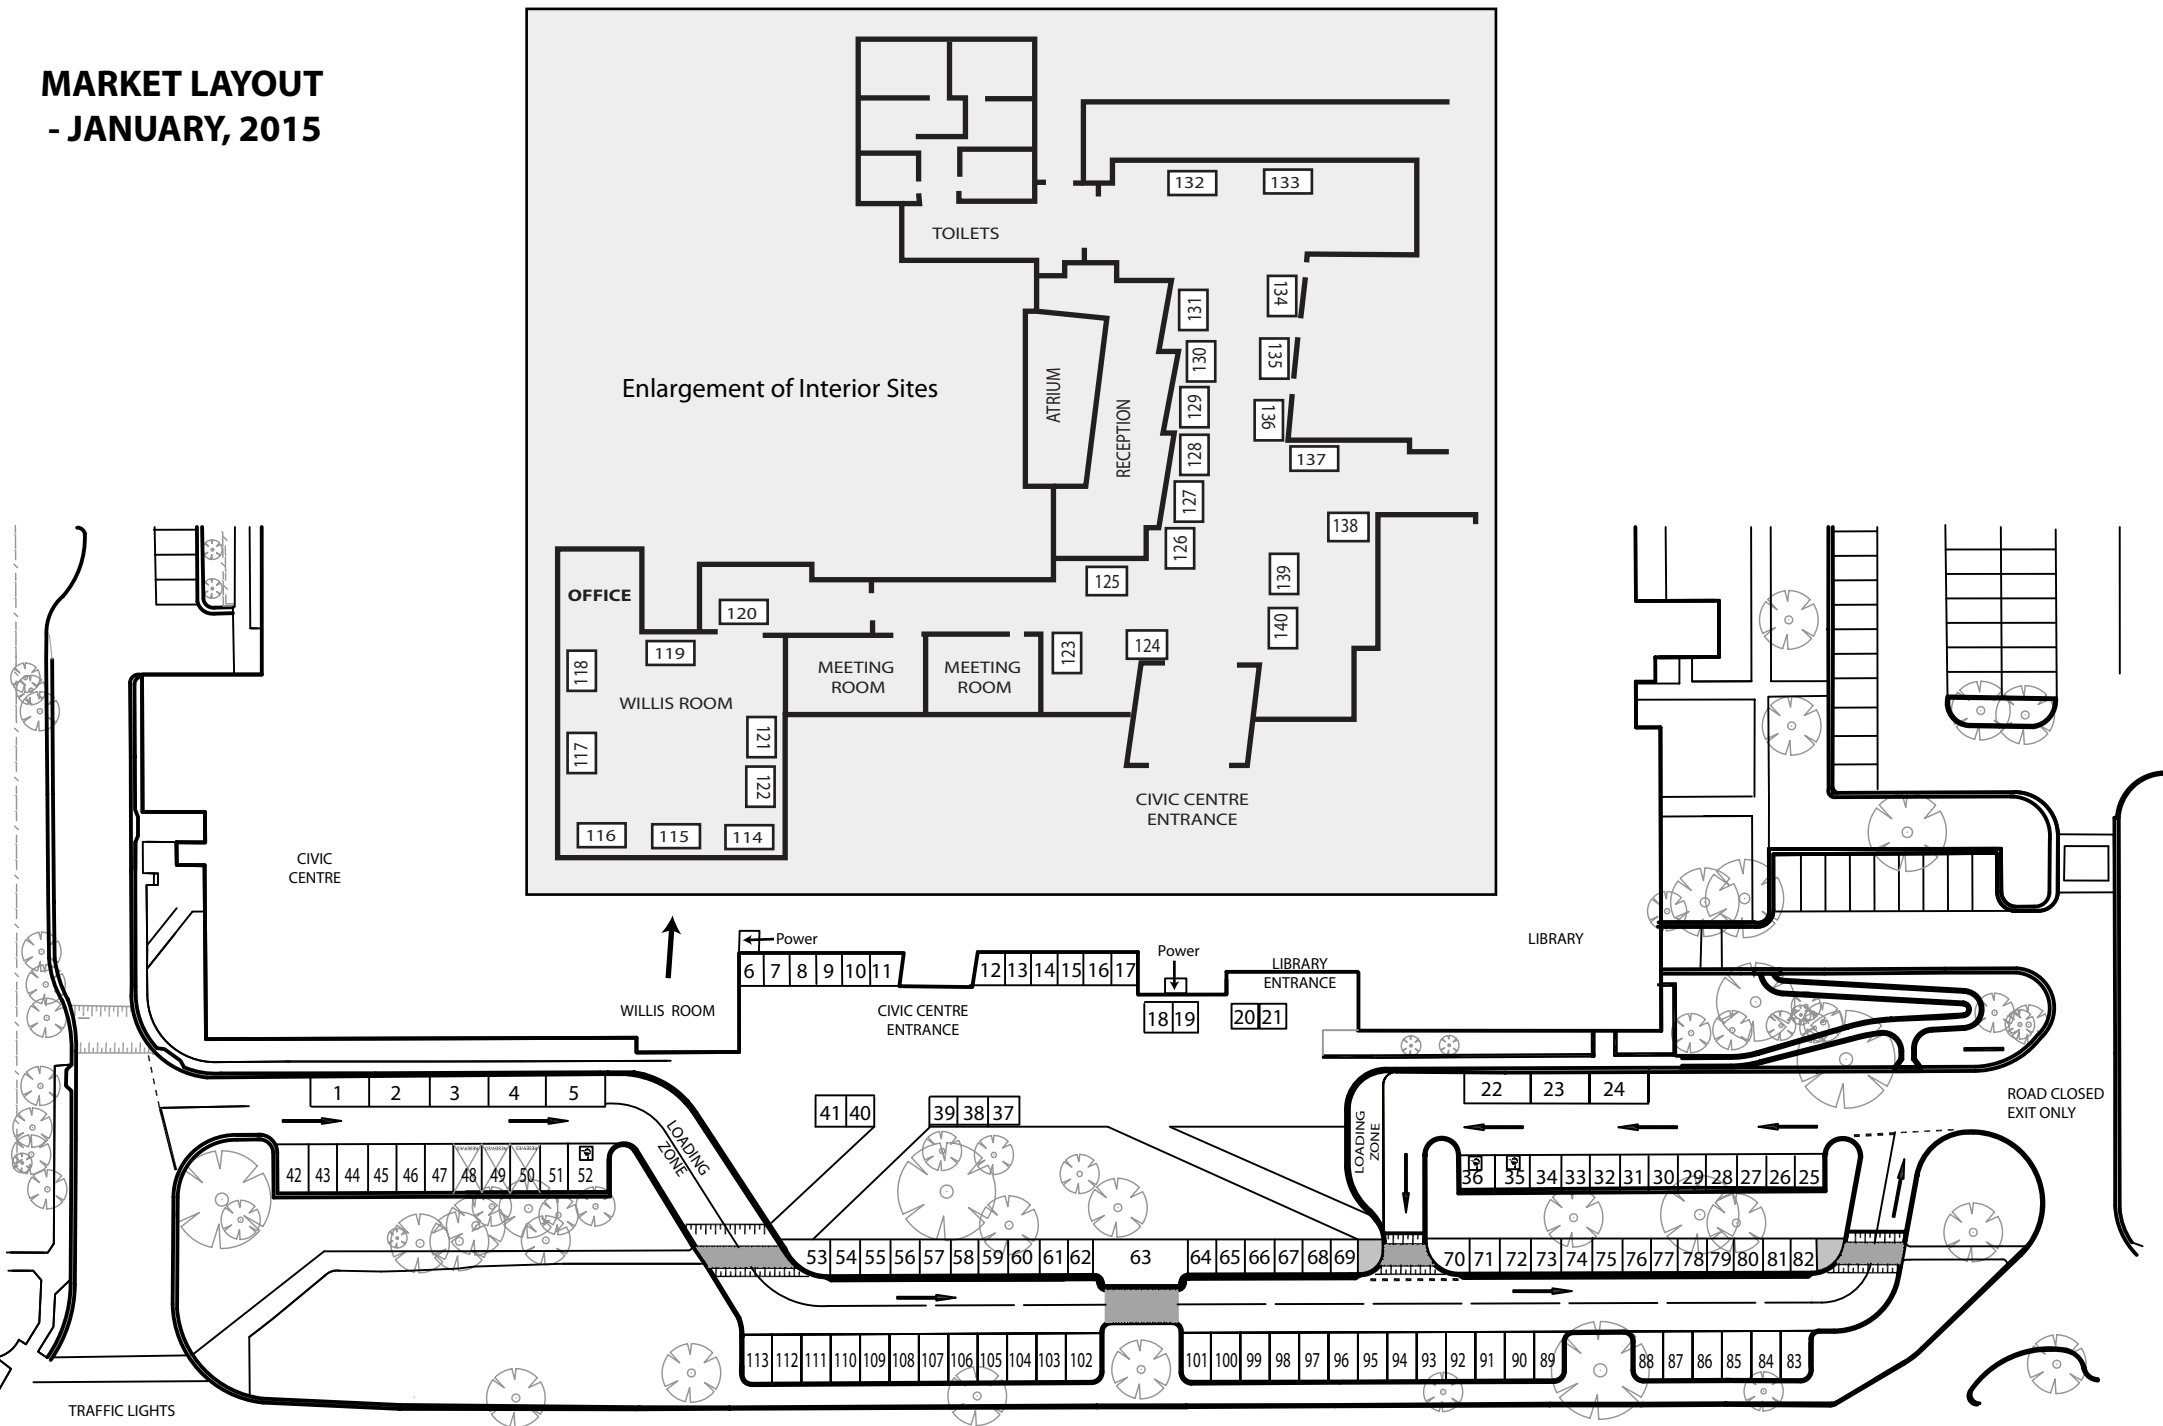 MARKET LAYOUT
- JANUARY, 2015
132 133
TOILETS
134
131
135
130
Enlargement of Interior Sites
ATRIUM
RECEPTION
129
136
128
137
127
138
126
125
139
OFFICE
120
140
119
123
124
118
MEETING
ROOM
MEETING
ROOM
WILLIS ROOM
121
117
122
CIVIC CENTRE
ENTRANCE
116 115 114
CIVIC
CENTRE
Power
Power
LIBRARY
6 7 8 9 10 11
12 13 14 15 16 17
LIBRARY
ENTRANCE
WILLIS ROOM
CIVIC CENTRE
ENTRANCE
18 19
20 21
1 2 3 4 5
22 23 24
ROAD CLOSED
EXIT ONLY
41 40
39 38 37
LOADING
ZONE
LOADING
ZONE
42 43 44 45 46 47 48 49 50 51 52
RESERVED RESERVED RESERVED
36 35 34 33 32 31 30 29 28 27 26 25
53 54 55 56 57 58 59 60 61 62 63 64 65 66 67 68 69
70 71 72 73 74 75 76 77 78 79 80 81 82
113 112 111 110 109 108 107 106 105 104 103 102
101 100 99 98 97 96 95 94 93 92 91 90 89
88 87 86 85 84 83
TRAFFIC LIGHTS